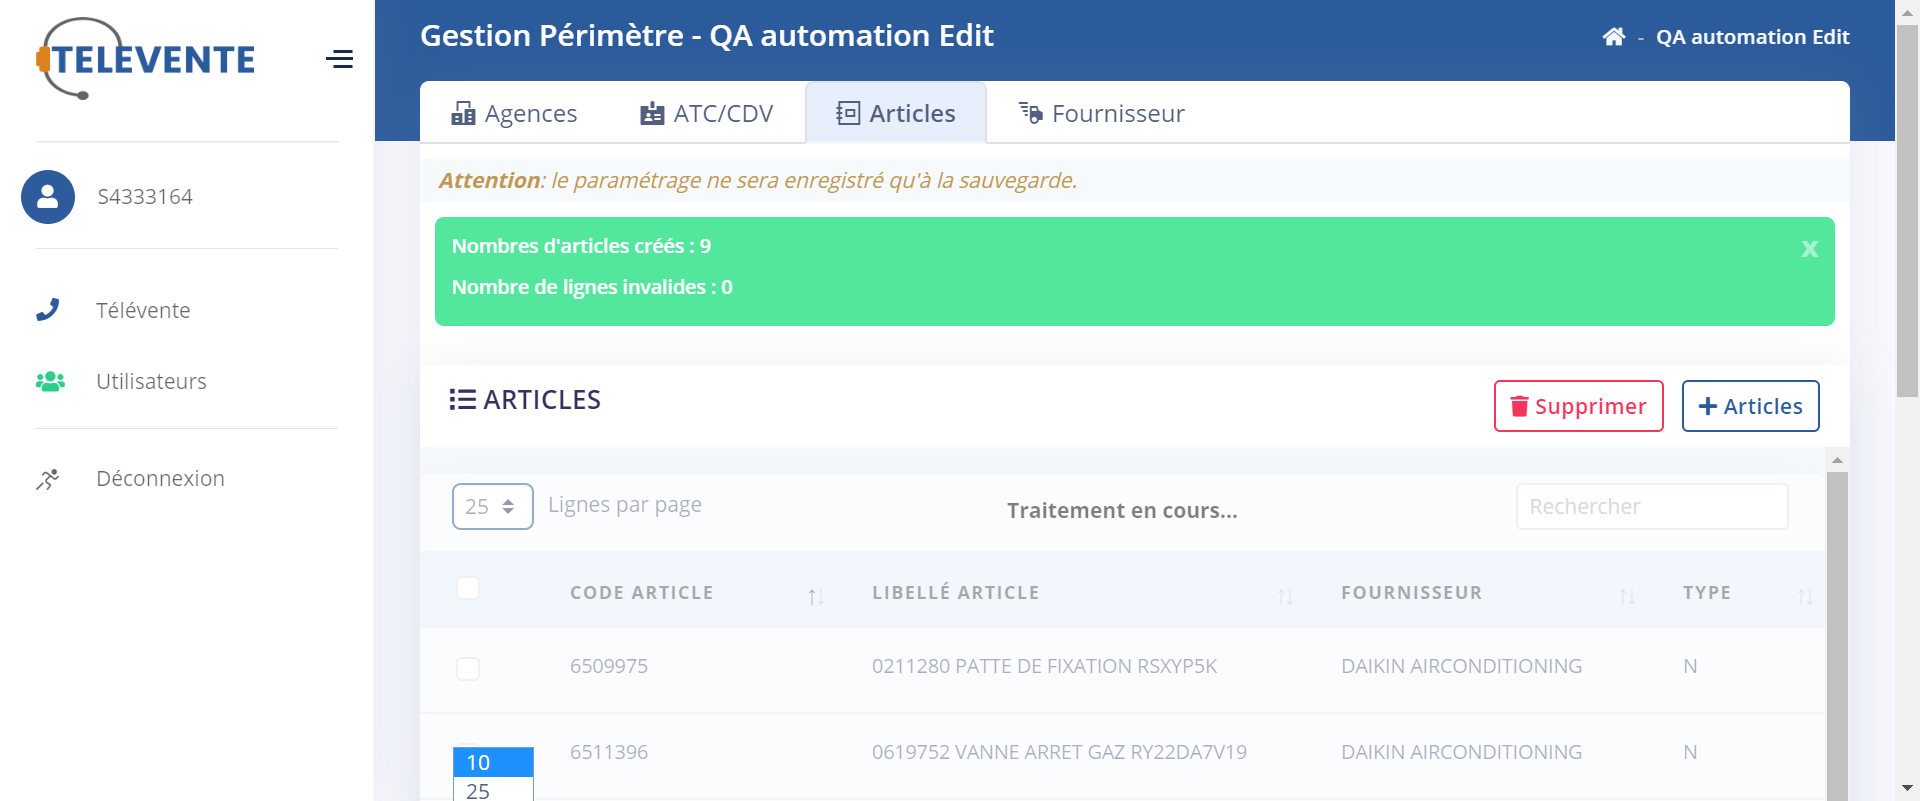 TELEVENTE
Gestion Périmètre - QA automation Edit
- QA automation Edit
Agences
ATC/CDV
Articles
Fournisseur
S4333164
Télévente
Utilisateurs
Déconnexion
Attention: le paramétrage ne sera enregistré qu'à la sauvegarde.
Nombres d'articles créés : 9
x
Nombre de lignes invalides : 0
ARTICLES
Supprimer
+ Articles
25
Lignes par page
Traitement en cours...
Rechercher
CODE ARTICLE
LIBELLÉ ARTICLE
FOURNISSEUR
TYPE
6509975
0211280 PATTE DE FIXATION RSXYP5K
DAIKIN AIRCONDITIONING
N
6511396
0619752 VANNE ARRET GAZ RY22DA7V19
DAIKIN AIRCONDITIONING
N
10
25